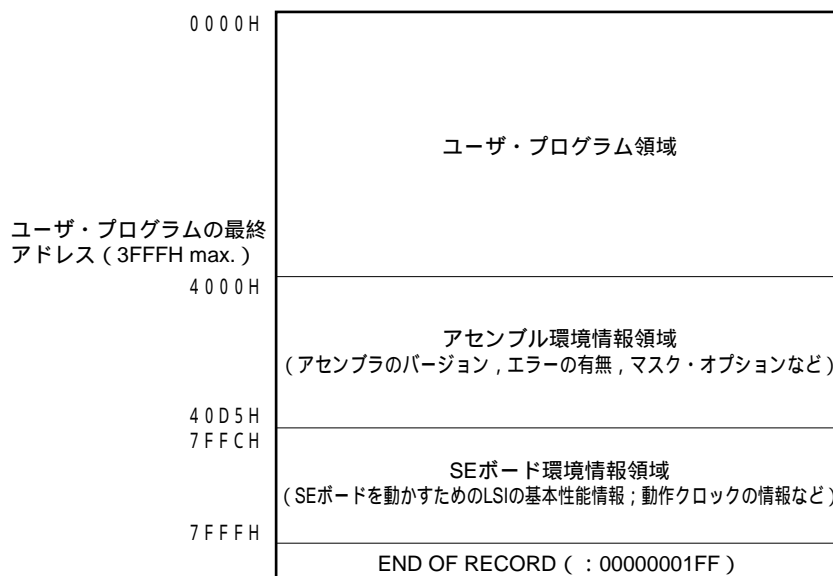 0000H
ユーザ・プログラム領域
ユーザ・プログラムの最終
アドレス（3FFFH max.）
4000H
アセンブル環境情報領域
（アセンブラのバージョン，エラーの有無，マスク・オプションなど）
40D5H
7FFCH
SEボード環境情報領域
（SEボードを動かすためのLSIの基本性能情報；動作クロックの情報など）
7FFFH
END OF RECORD（：00000001FF）